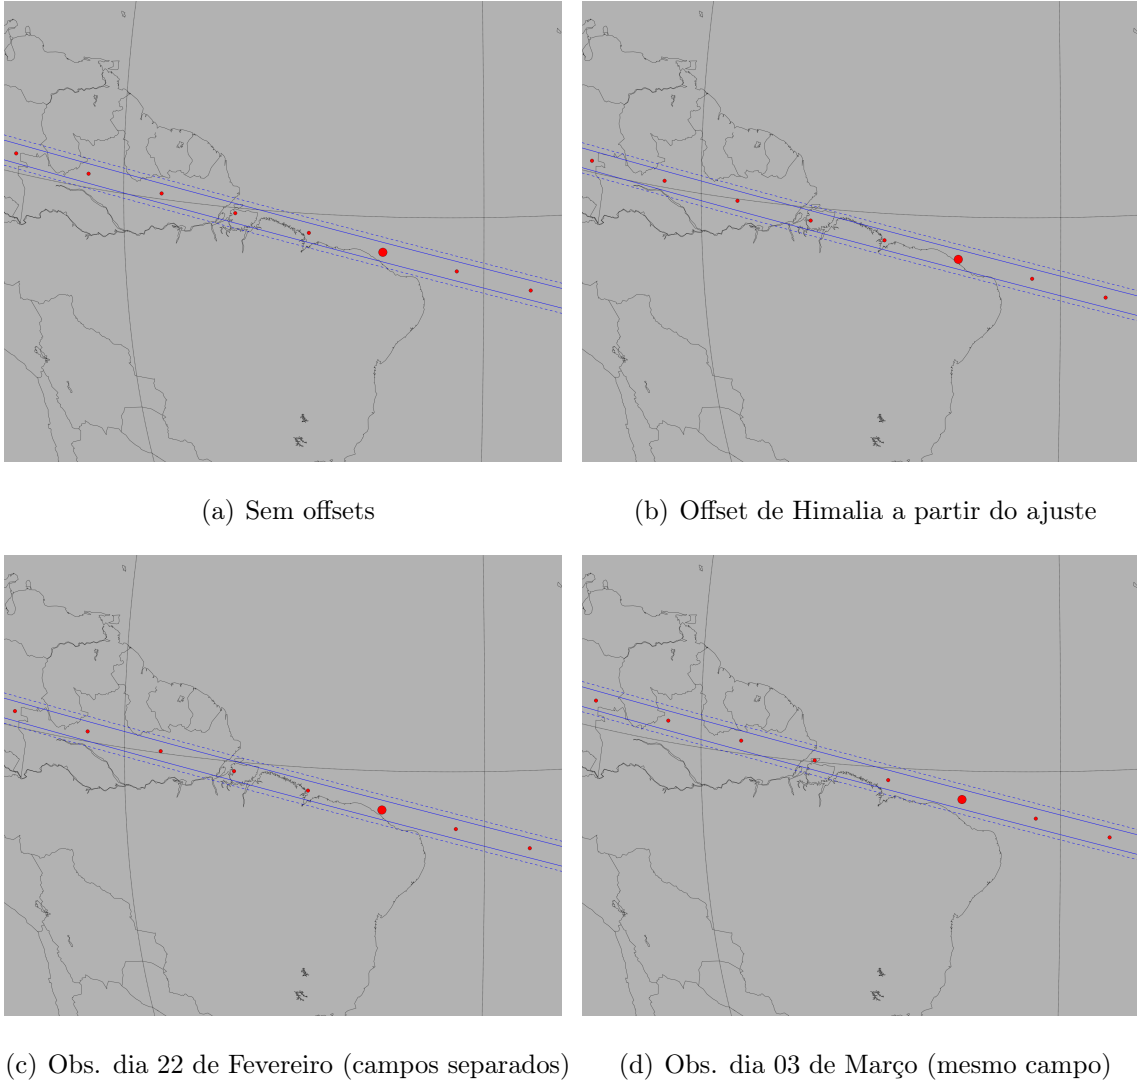 (a) Sem offsets
(b) Offset de Himalia a partir do ajuste
(c) Obs. dia 22 de Fevereiro (campos separados)
(d) Obs. dia 03 de Março (mesmo campo)